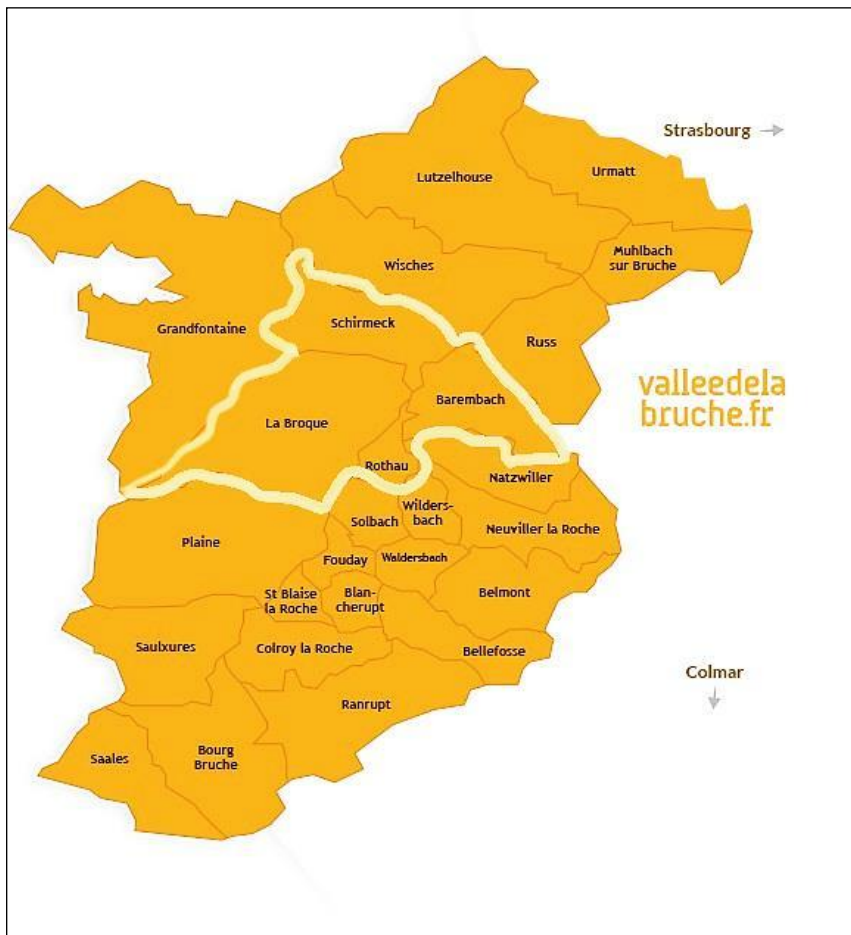 Strasbourg
Lutzelhouse
Urmatt
Muhlbach
sur Bruche
Wisches
Grandfontaine
Schirmeck
Russ
valleedela
bruche.fr
Barembach
La Broque
Rothau
Natzwiller
Wilders-
bach
Solbach
Neuviller la Roche
Plaine
Fouday
Waldersbach
St Blaise
la Roche
Blan-
cherupt
Belmont
Saulxures
Colroy la Roche
Bellefosse
Colmar
Ranrupt
Saales
Bourg
Bruche